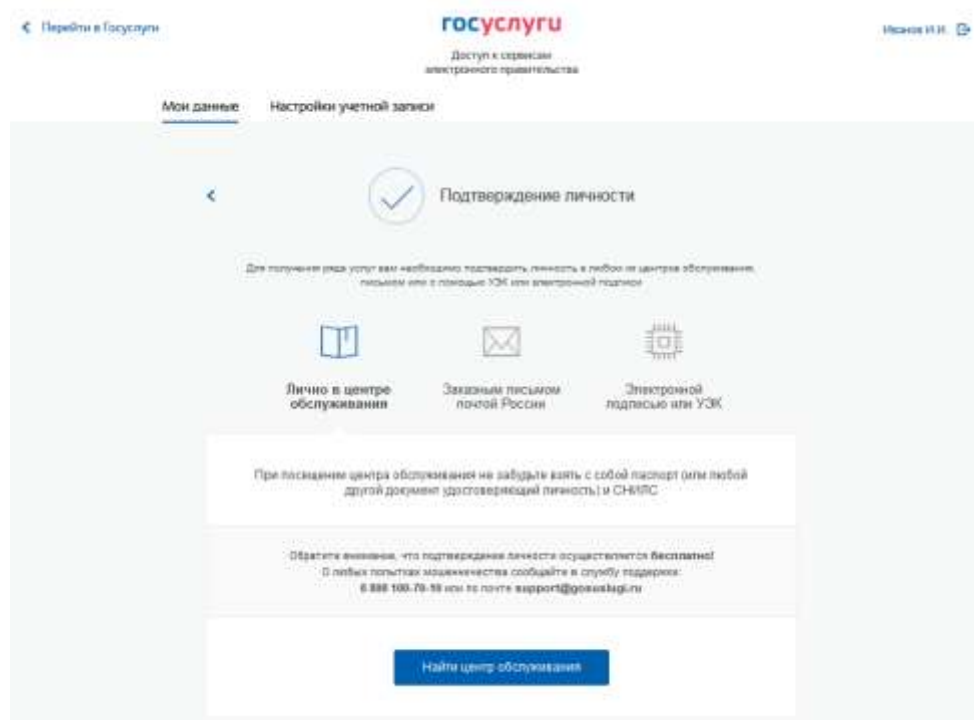 Перейти в Госуслуги
госуслуги
Иванов И.И.
Доступ к сервисам
электронного правительства
Мои данные
Настройки учетной записи
Подтверждение личности
Для получения ряда услуг вам необходимо подтвердить личность в любом из центров обслуживания,
письмом или с помощью УЭК или электронной подписи
Лично в центре
обслуживания
Заказным письмом
почтой России
Электронной
подписью или УЭК
При посещении центра обслуживания не забудьте взять с собой паспорт (или любой
другой документ удостоверяющий личность) и СНИЛС
Обратите внимание, что подтверждение личности осуществляется бесплатно!
О любых попытках мошенничества сообщайте в службу поддержки:
8 800 100-70-10 или по почте support@gosuslugi.ru
Найти центр обслуживания